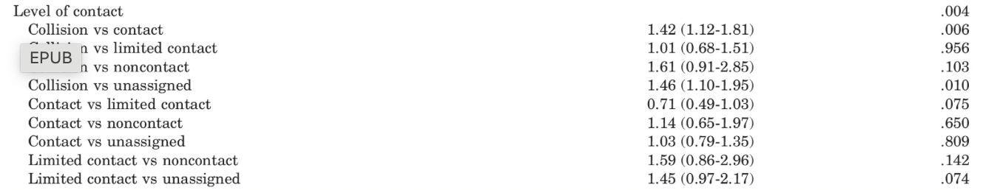 Level of contact .004
Collision vs contact 1.42 (1.12-1.81) .006
vs limited contact 1.01 (0.68-1.51) .956
EPUB
vs noncontact 1.61 (0.91-2.85) .103
Collision vs unassigned 1.46 (1.10-1.95) .010
Contact vs limited contact 0.71 (0.49-1.03) .075
Contact vs noncontact 1.14 (0.65-1.97) .650
Contact vs unassigned 1.03 (0.79-1.35) .809
Limited contact vs noncontact 1.59 (0.86-2.96) .142
Limited contact vs unassigned 1.45 (0.97-2.17) .074